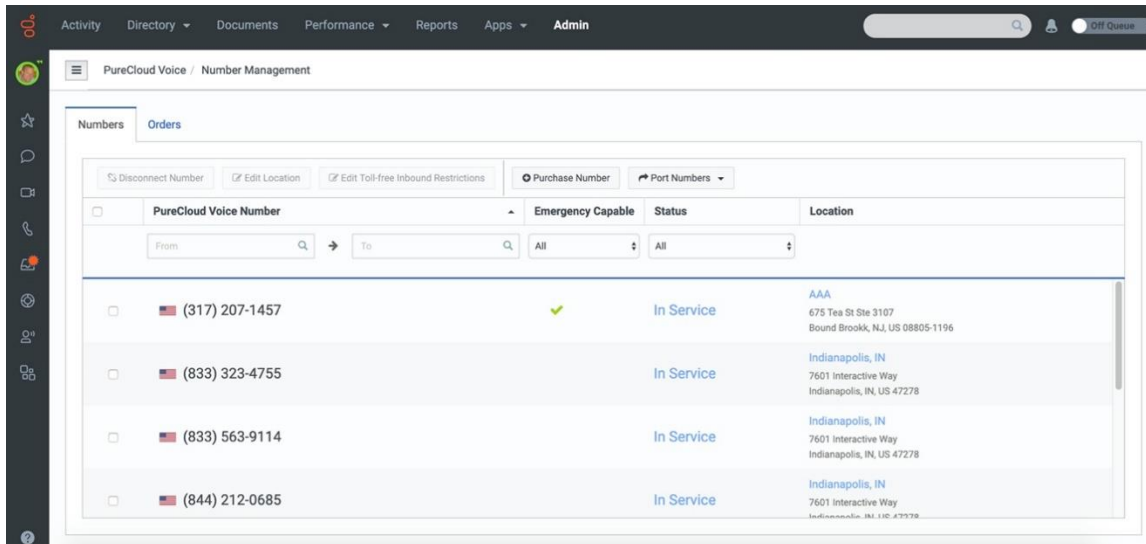 Activity Directory Documents Performance Reports Apps Admin Off Queue
PureCloud Voice / Number Management
Numbers Orders
Disconnect Number Edit Location Edit Toll-free Inbound Restrictions Purchase Number Port Numbers
PureCloud Voice Number Emergency Capable Status Location
From To All All
(317) 207-1457 In Service AAA
675 Tea St Ste 3107
Bound Brookk, NJ, US 08805-1196
(833) 323-4755 In Service Indianapolis, IN
7601 Interactive Way
Indianapolis, IN, US 47278
(833) 563-9114 In Service Indianapolis, IN
7601 Interactive Way
Indianapolis, IN, US 47278
(844) 212-0685 In Service Indianapolis, IN
7601 Interactive Way
Indianapolis, IN, US 47278